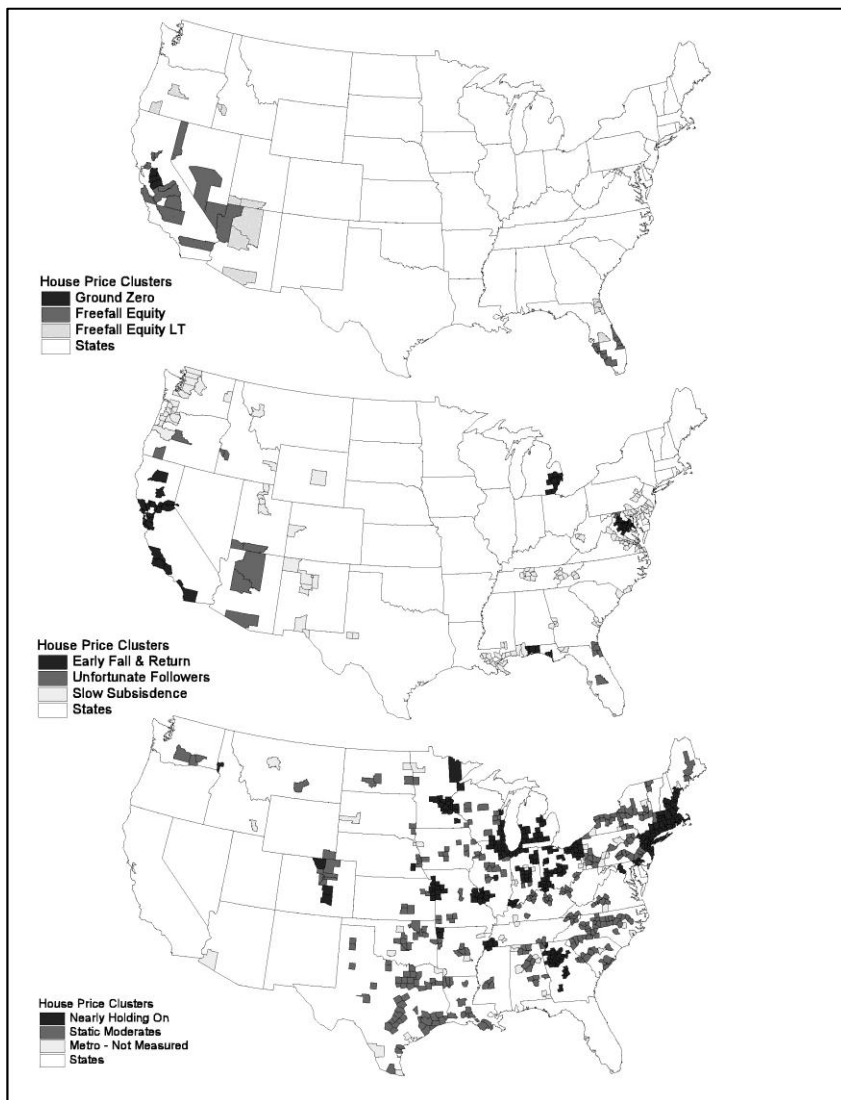 House Price Clusters
Ground Zero
Freefall Equity
Freefall Equity LT
States
House Price Clusters
Early Fall & Return
Unfortunate Followers
Slow Subsisdence
States
House Price Clusters
Nearly Holding On
Static Moderates
Metro - Not Measured
States